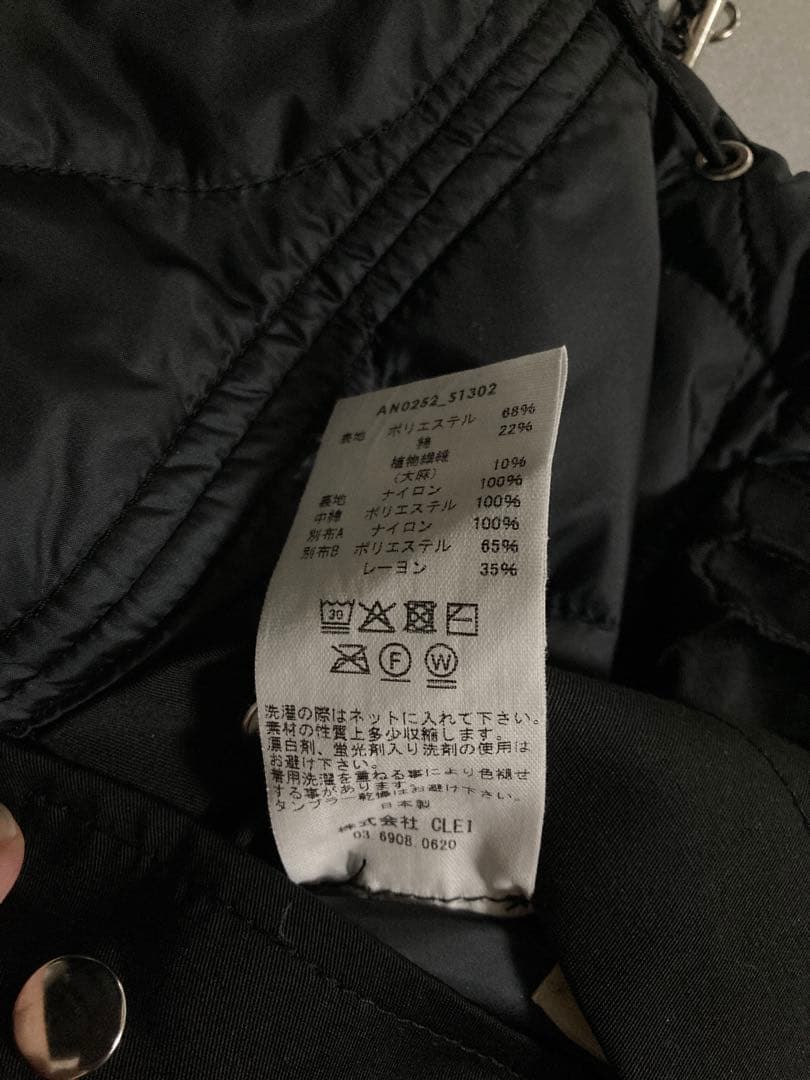 AN0252_S1302
表地 ポリエステル 68%
綿 22%
植物繊維
(大麻) 10%
裏地 ナイロン 100%
中綿 ポリエステル 100%
別布A ナイロン 100%
別布B ポリエステル 65%
レーヨン 35%
30
F W
洗濯の際はネットに入れて下さい。
素材の性質上多少収縮します。
漂白剤、蛍光剤入り洗剤の使用は
お避け下さい。
着用洗濯を重ねる事により色褪せ
する事があります。
タンブラー乾燥はお避け下さい。
日本製
株式会社 CLEI
03.6908.0620